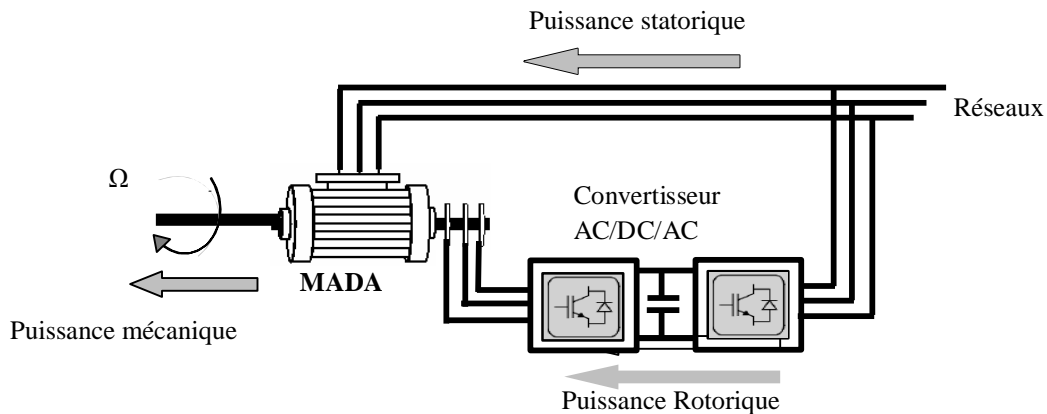 Puissance statorique
Réseaux
Ω
Convertisseur
AC/DC/AC
MADA
Puissance mécanique
Puissance Rotorique